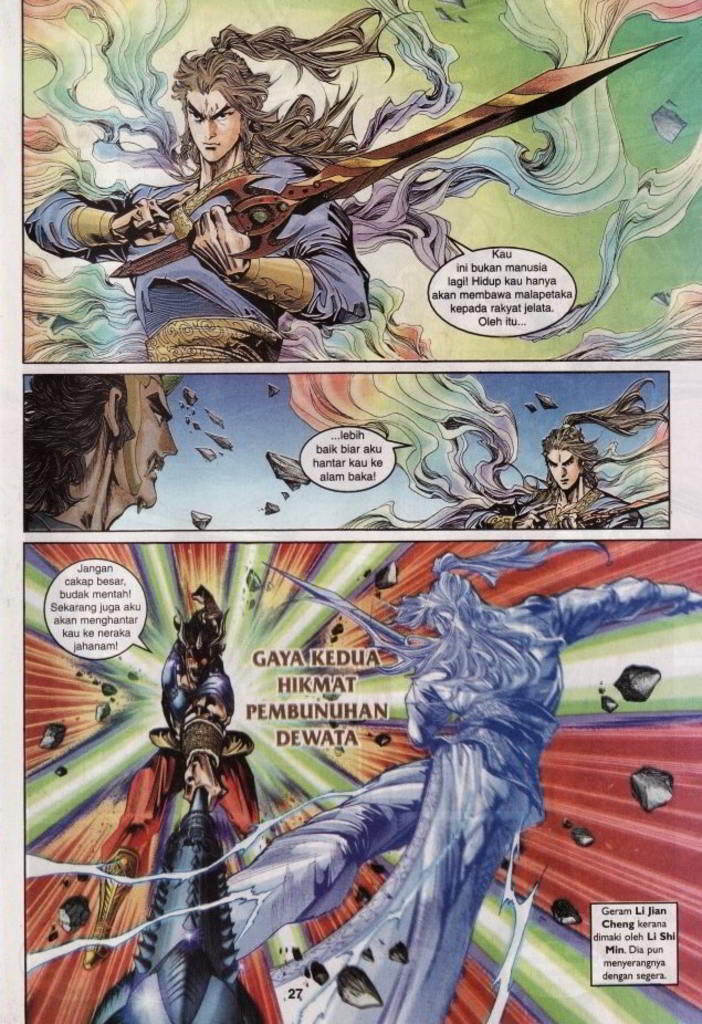 Kau
ini bukan manusia
lagi! Hidup kau hanya
akan membawa malapetaka
kepada rakyat jelata.
Oleh itu...
...lebih
baik biar aku
hantar kau ke
alam baka!
Jangan
cakap besar,
budak mentah!
Sekarang juga aku
akan menghantar
kau ke neraka
jahanam!
GAYA KEDUA
HIKMAT
PEMBUNUHAN
DEWATA
Geram Li Jian
Cheng kerana
dimaki oleh Li Shi
Min. Dia pun
menyerangnya
dengan segera.
27